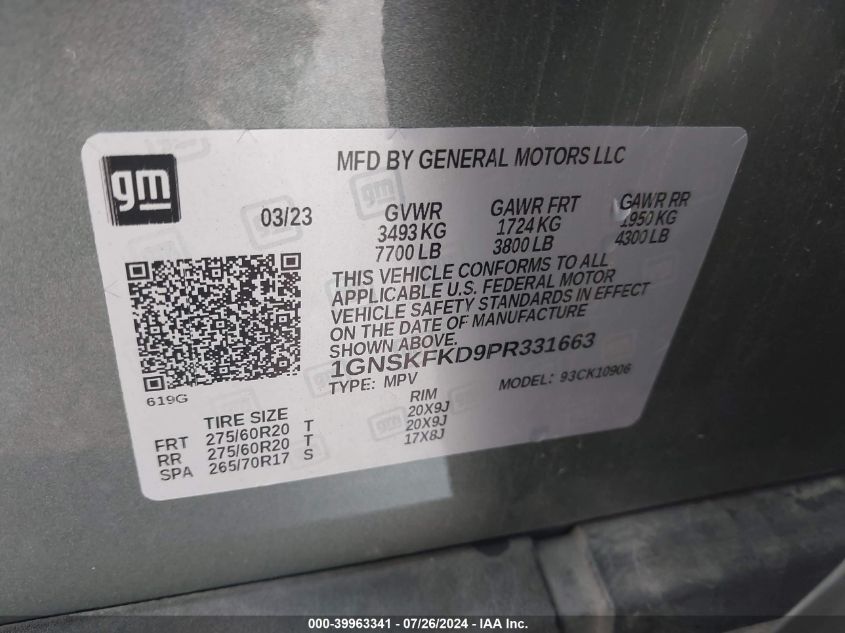 gm
MFD BY GENERAL MOTORS LLC
03/23
GVWR GAWR FRT GAWR RR
3493 KG 1724 KG 1950 KG
7700 LB 3800 LB 4300 LB
THIS VEHICLE CONFORMS TO ALL
APPLICABLE U.S. FEDERAL MOTOR
VEHICLE SAFETY STANDARDS IN EFFECT
ON THE DATE OF MANUFACTURE
SHOWN ABOVE.
1GNSKFKD9PR331663
TYPE: MPV MODEL: 93CK10906
619G
TIRE SIZE RIM
FRT 275/60R20 T 20X9J
RR 275/60R20 T 20X9J
SPA 265/70R17 S 17X8J
000-39963341 - 07/26/2024 - IAA Inc.